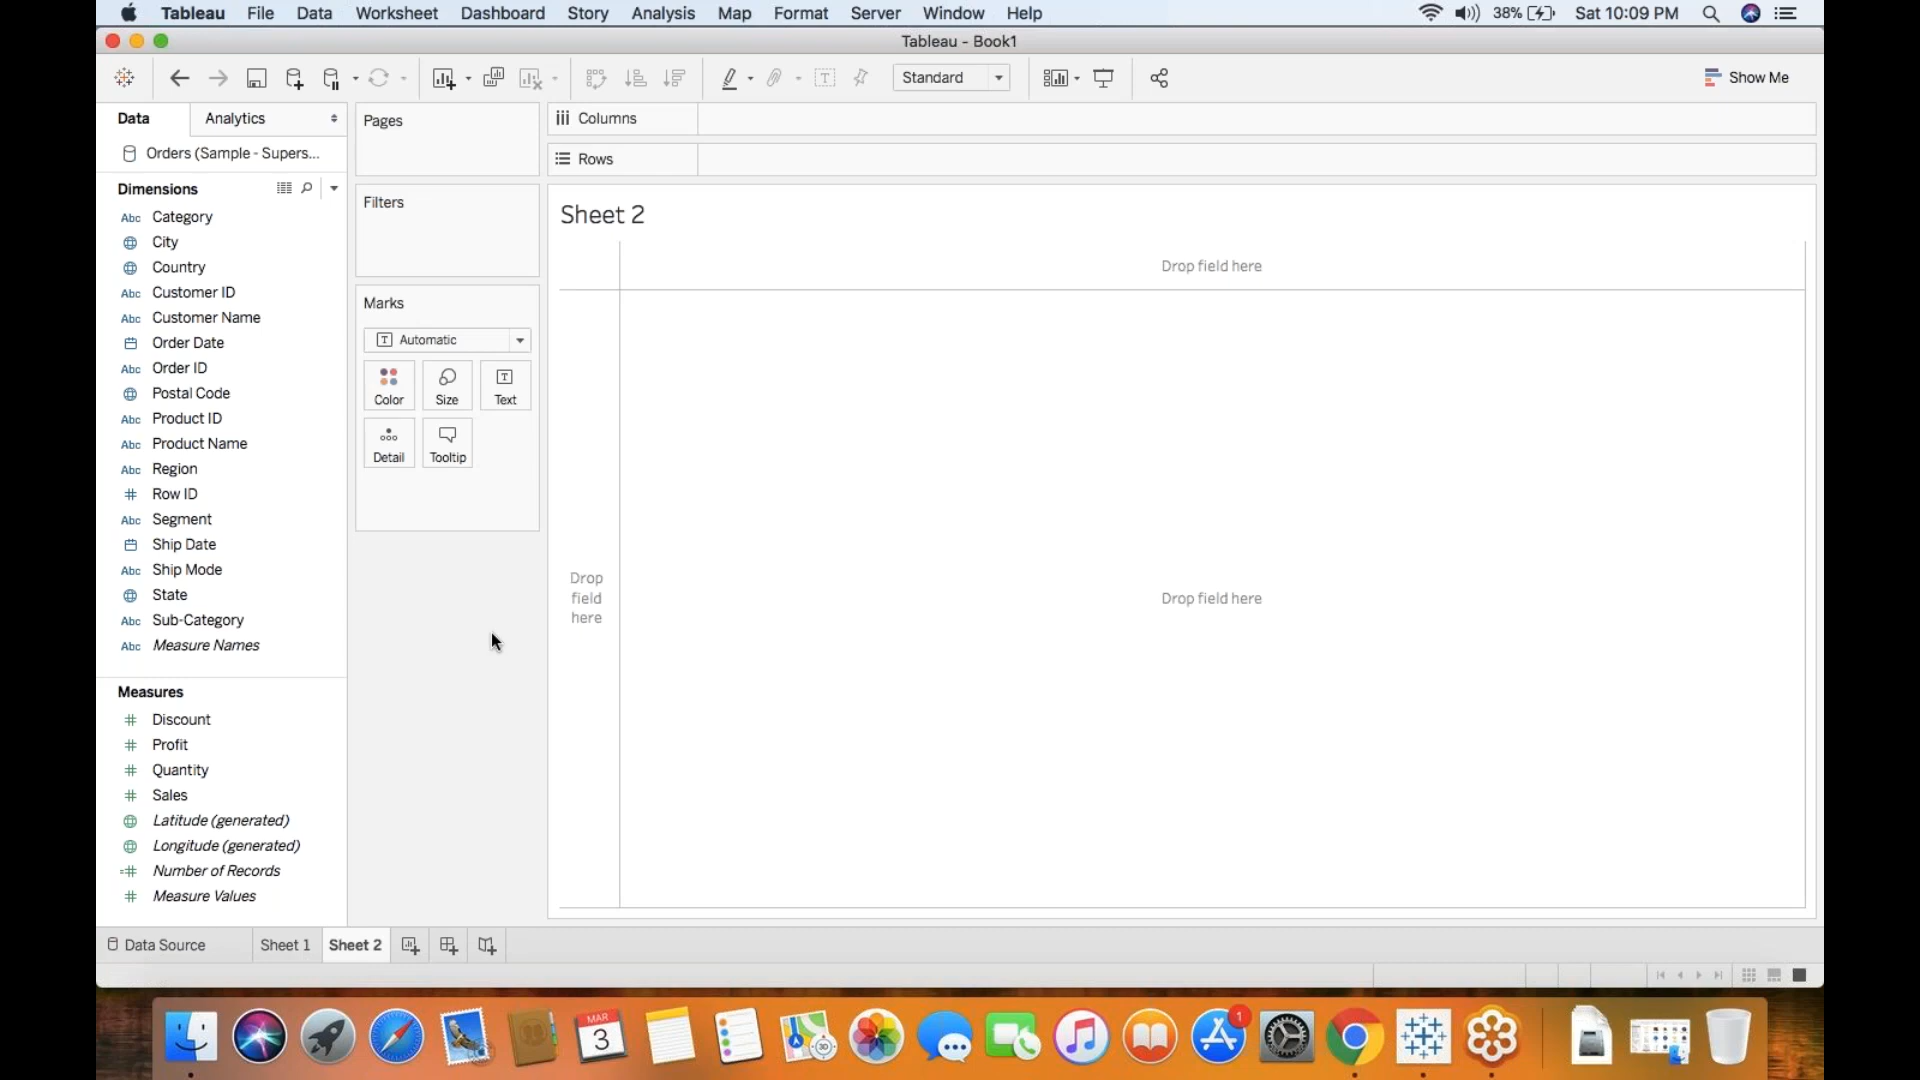 Tableau File Data Worksheet Dashboard Story Analysis Map Format Server Window Help 38% Sat 10:09 PM
Tableau - Book1
Standard Show Me
Data Analytics
Pages
Columns
Orders (Sample - Supers...
Rows
Dimensions
Filters
Sheet 2
Abc Category
City
Country
Drop field here
Abc Customer ID
Marks
Abc Customer Name
Order Date
Automatic
Abc Order ID
Postal Code
Color Size Text
Abc Product ID
Abc Product Name
Detail Tooltip
Abc Region
Row ID
Abc Segment
Ship Date
Abc Ship Mode
State
Abc Sub-Category
Abc Measure Names
Drop
field
here
Drop field here
Measures
Discount
Profit
Quantity
Sales
Latitude (generated)
Longitude (generated)
Number of Records
Measure Values
Data Source Sheet 1 Sheet 2
MAR
3
3D
1